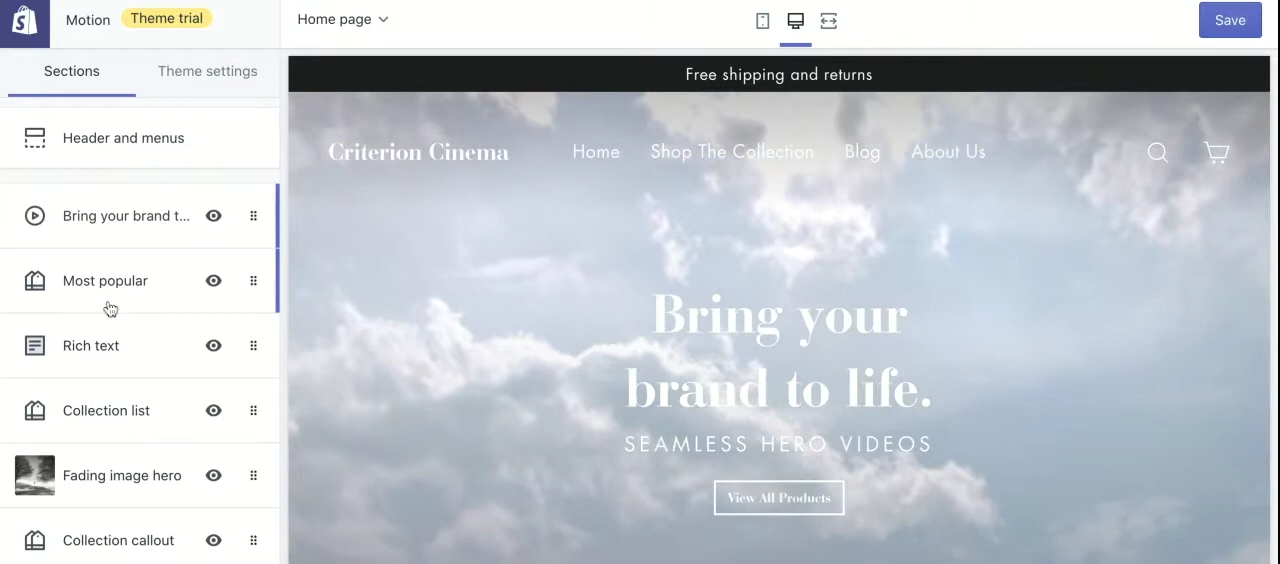 Motion Theme trial Home page Save
Sections Theme settings
Header and menus
Bring your brand t...
Most popular
Rich text
Collection list
Fading image hero
Collection callout
Free shipping and returns
Criterion Cinema Home Shop The Collection Blog About Us
Bring your
brand to life.
SEAMLESS HERO VIDEOS
View All Products